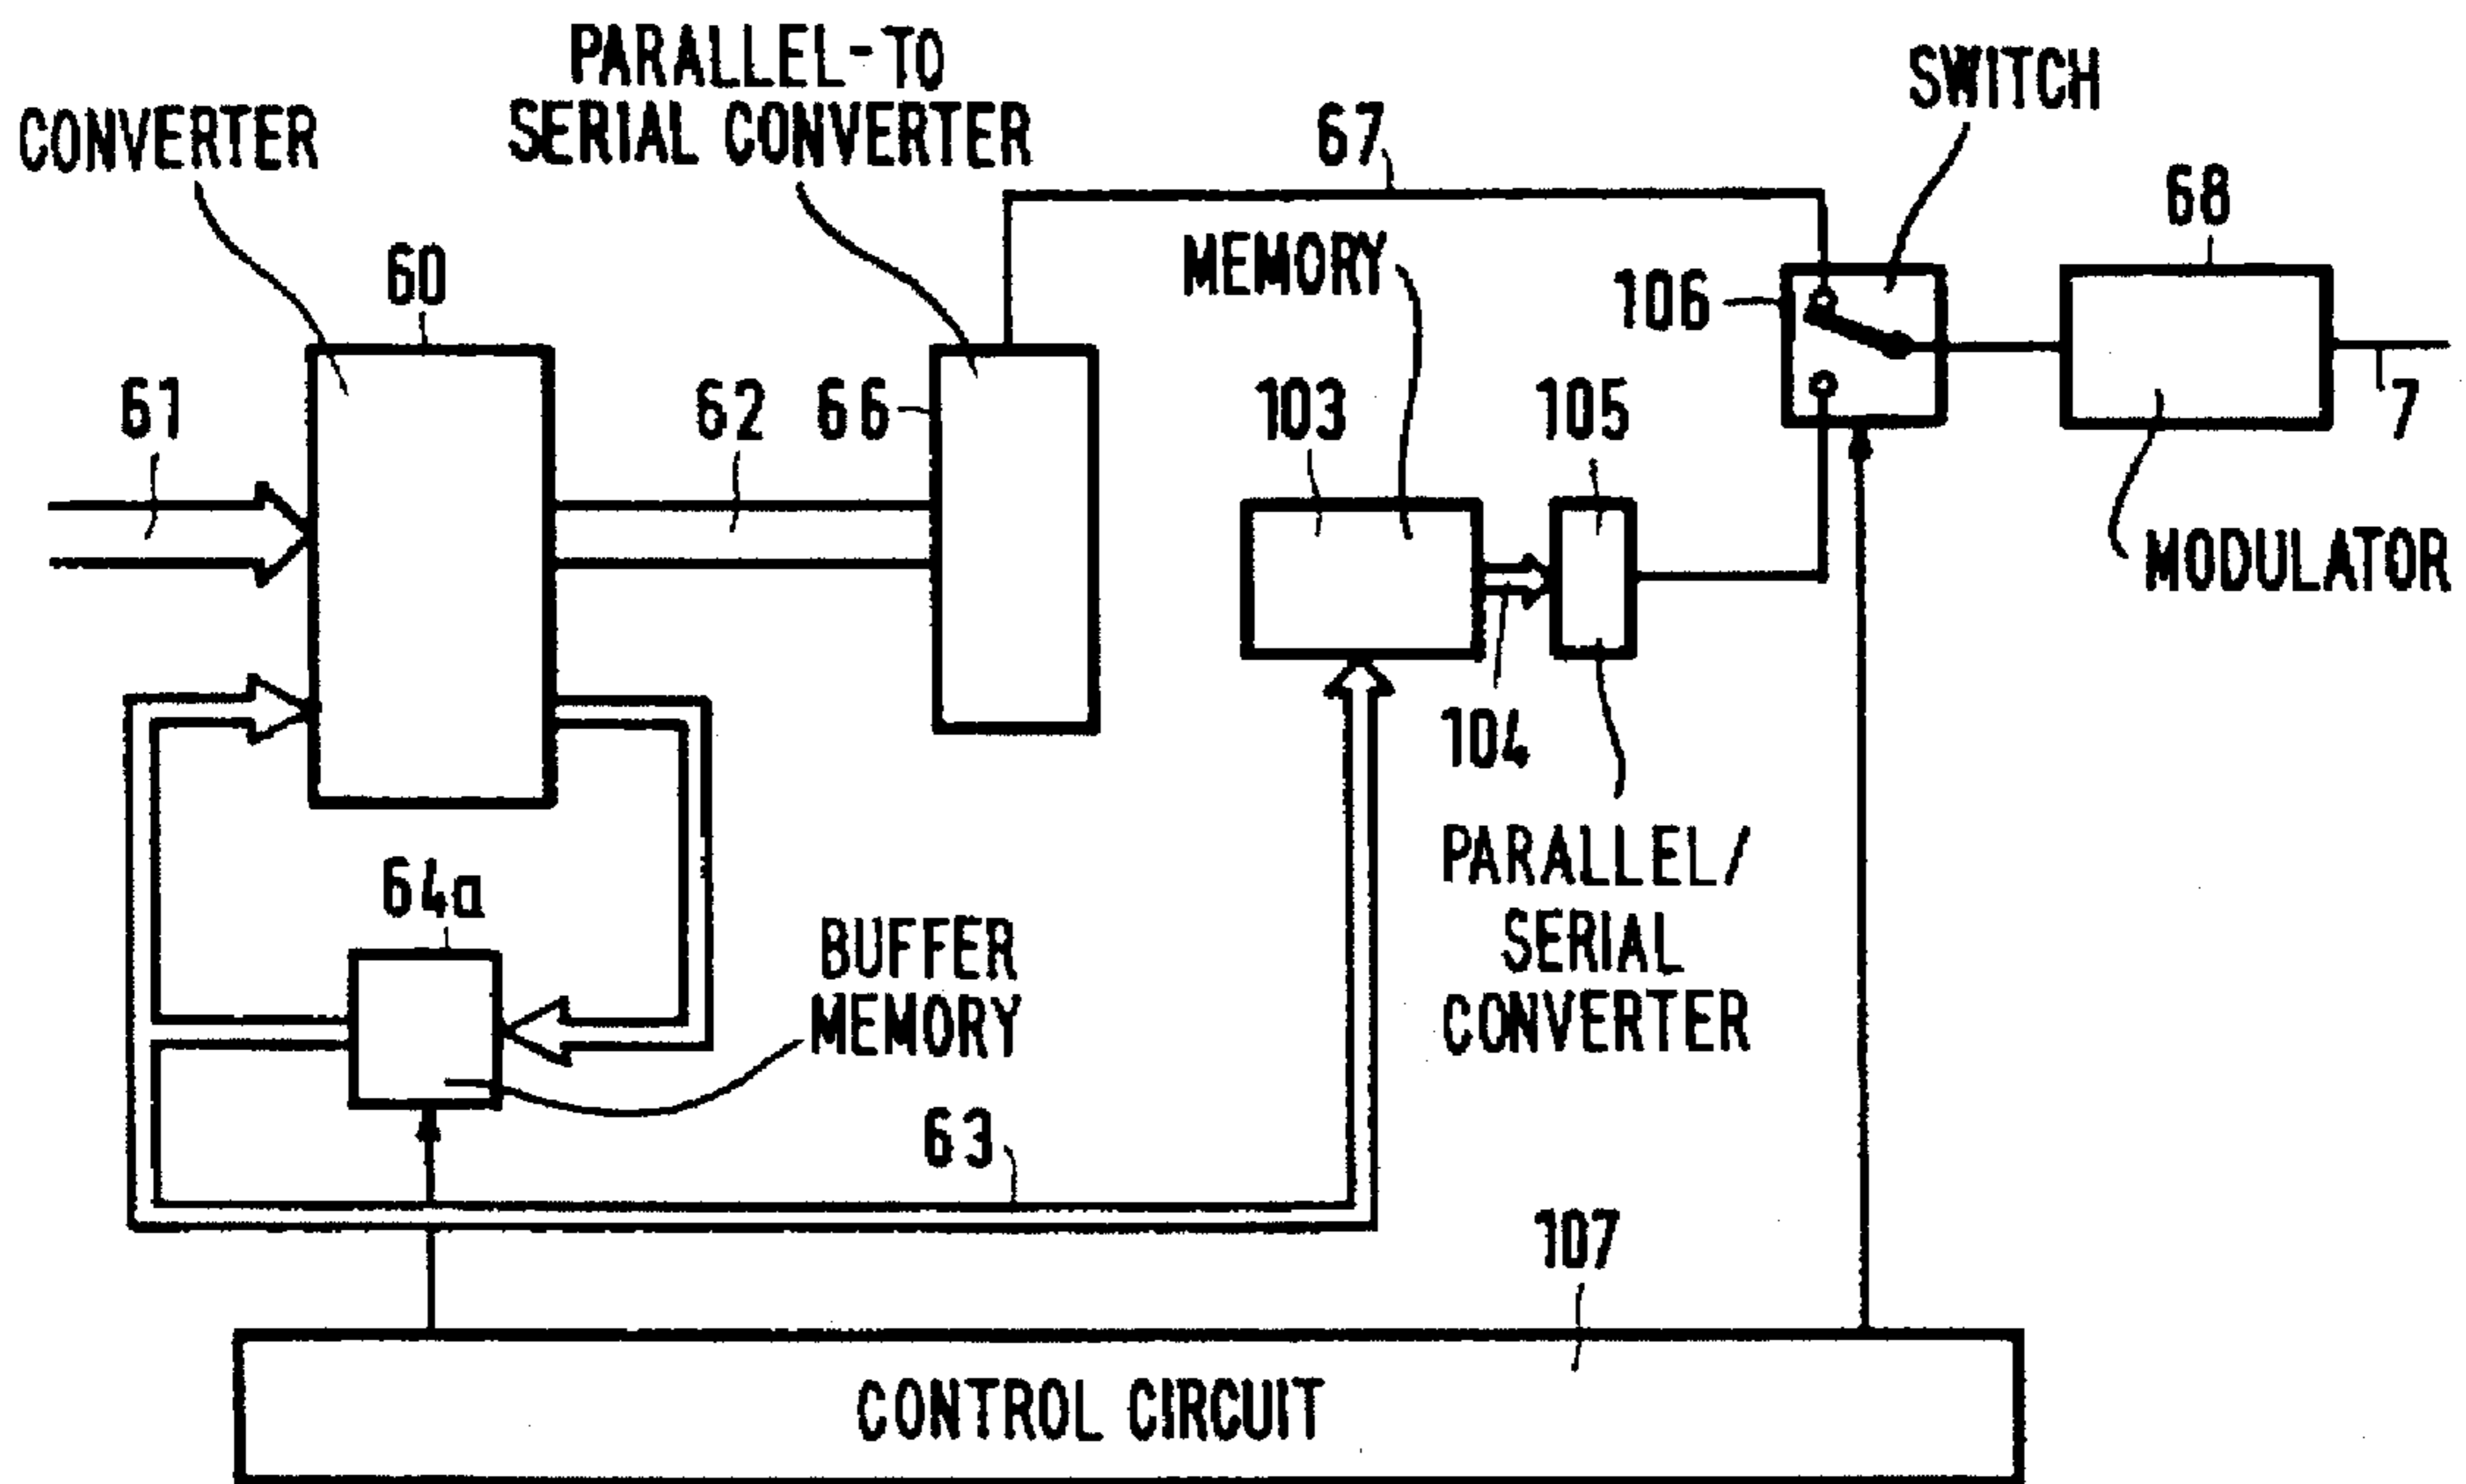 PARALLEL-TO
SERIAL CONVERTER
CONVERTER
SWITCH
67
68
60
MEMORY
106
61
62
66
103
105
7
MODULATOR
104
PARALLEL/
SERIAL
CONVERTER
64a
BUFFER
MEMORY
63
107
CONTROL CIRCUIT